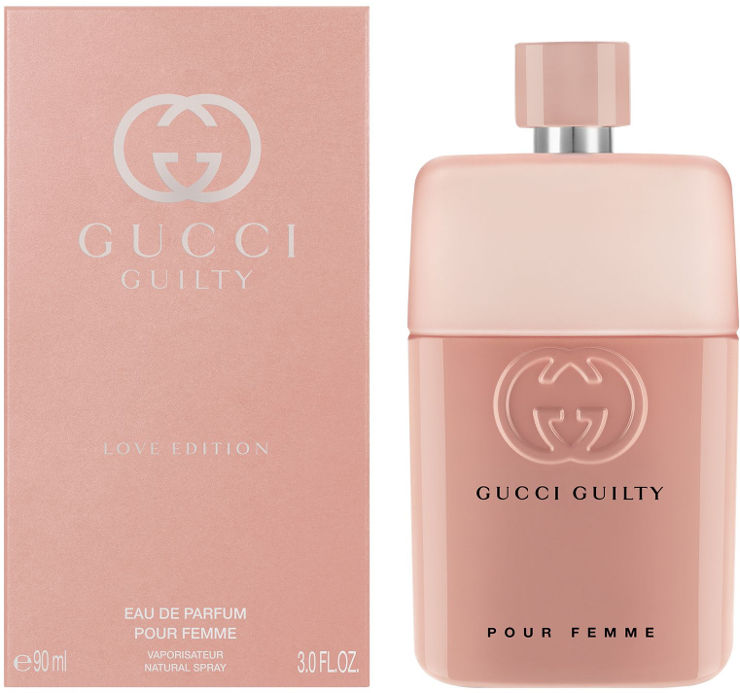 GUCCI
GUILTY
LOVE EDITION
EAU DE PARFUM
POUR FEMME
VAPORISATEUR
NATURAL SPRAY
℮90 ml
3.0 FL.OZ.
GUCCI GUILTY
POUR FEMME